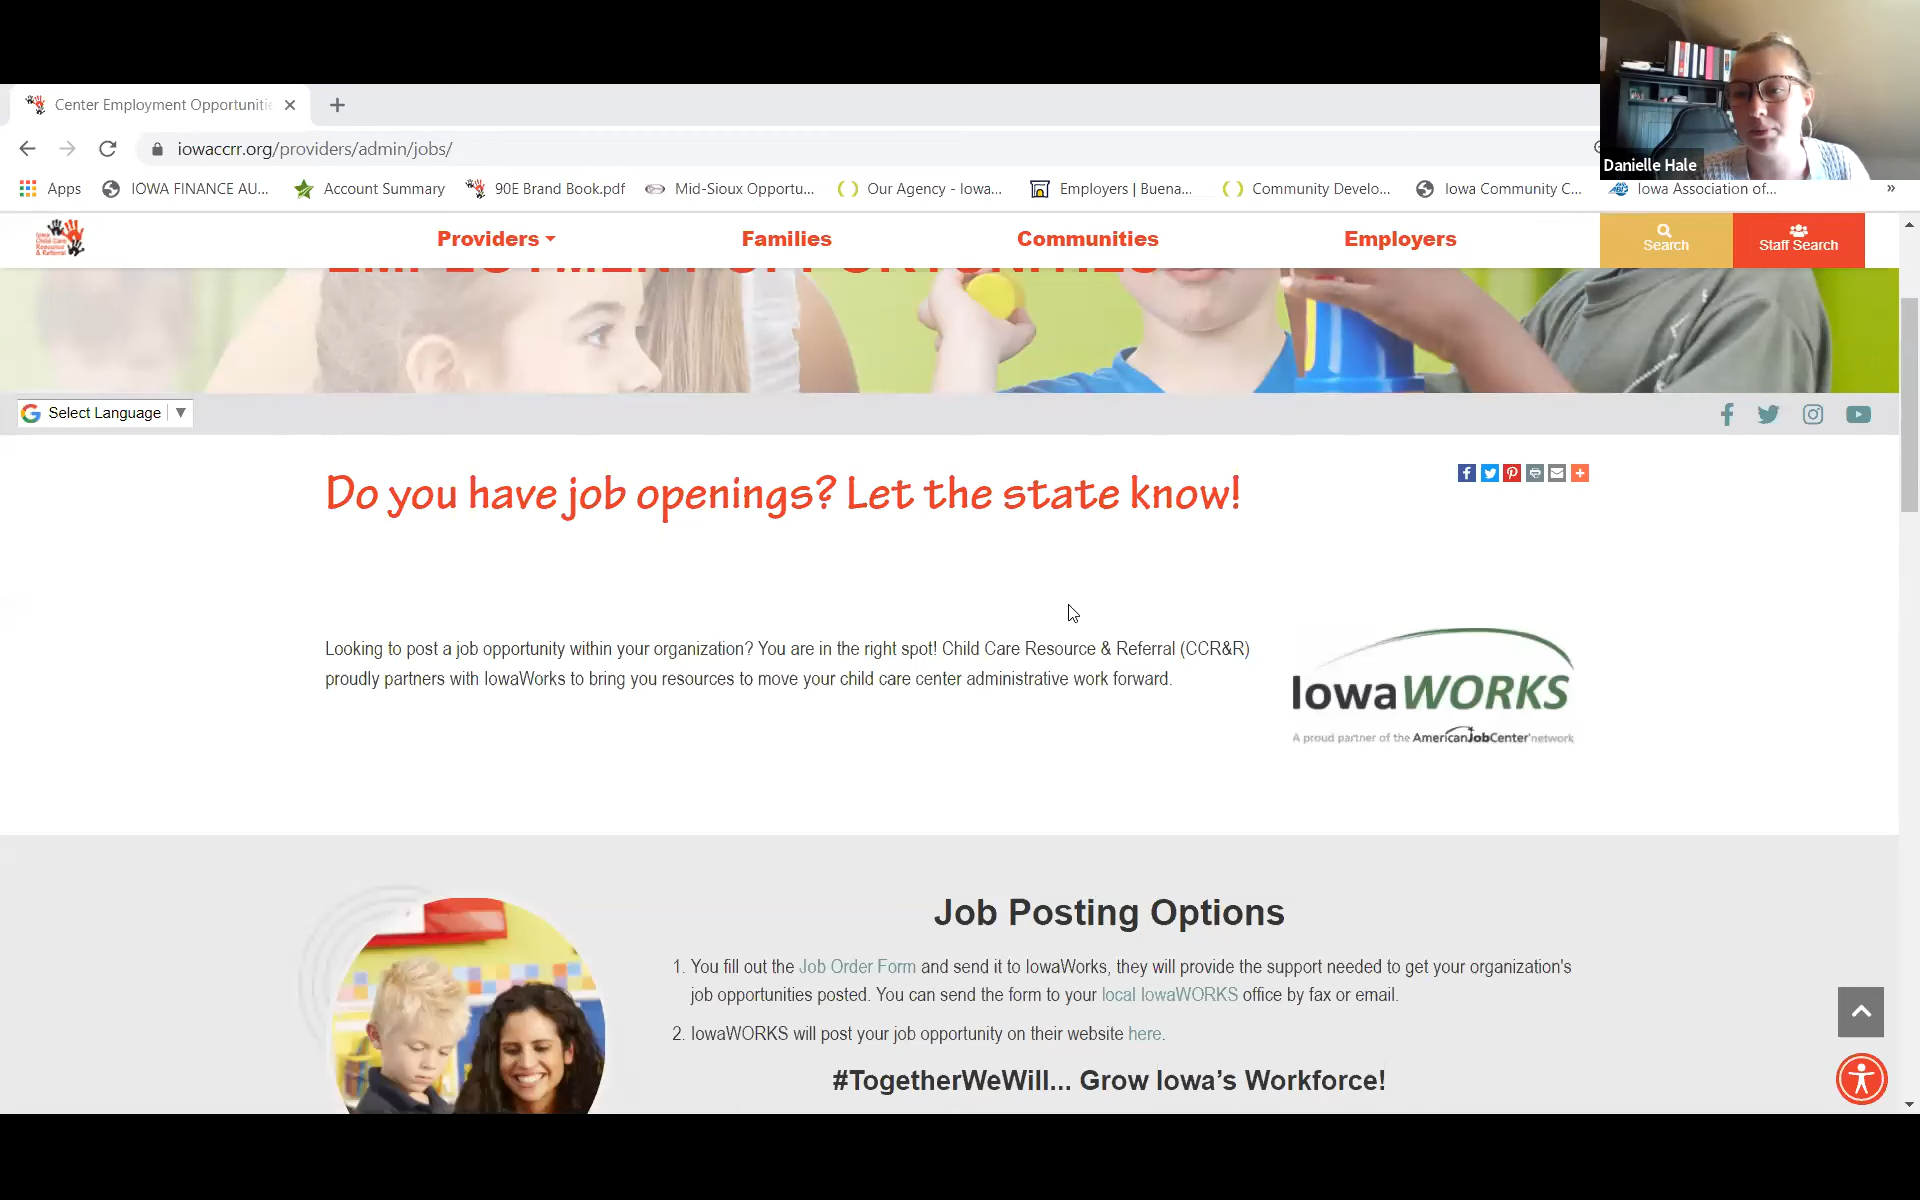 Center Employment Opportuniti
iowaccrr.org/providers/admin/jobs/
Danielle Hale
Apps
IOWA FINANCE AU...
Account Summary
90E Brand Book.pdf
Mid-Sioux Opportu...
Our Agency - Iowa...
Employers | Buena...
Community Develo...
Iowa Community C...
Iowa Association of...
»
Iowa
Child Care
Resource
& Referral
Providers
Families
Communities
Employers
Search
Staff Search
EMPLOYMENT OPPORTUNITIES
Select Language
Do you have job openings? Let the state know!
Looking to post a job opportunity within your organization? You are in the right spot! Child Care Resource & Referral (CCR&R)
proudly partners with IowaWorks to bring you resources to move your child care center administrative work forward.
IowaWORKS
A proud partner of the AmericanJobCenter network
Job Posting Options
1. You fill out the Job Order Form and send it to IowaWorks, they will provide the support needed to get your organization's
job opportunities posted. You can send the form to your local IowaWORKS office by fax or email.
2. IowaWORKS will post your job opportunity on their website here.
#TogetherWeWill... Grow Iowa's Workforce!